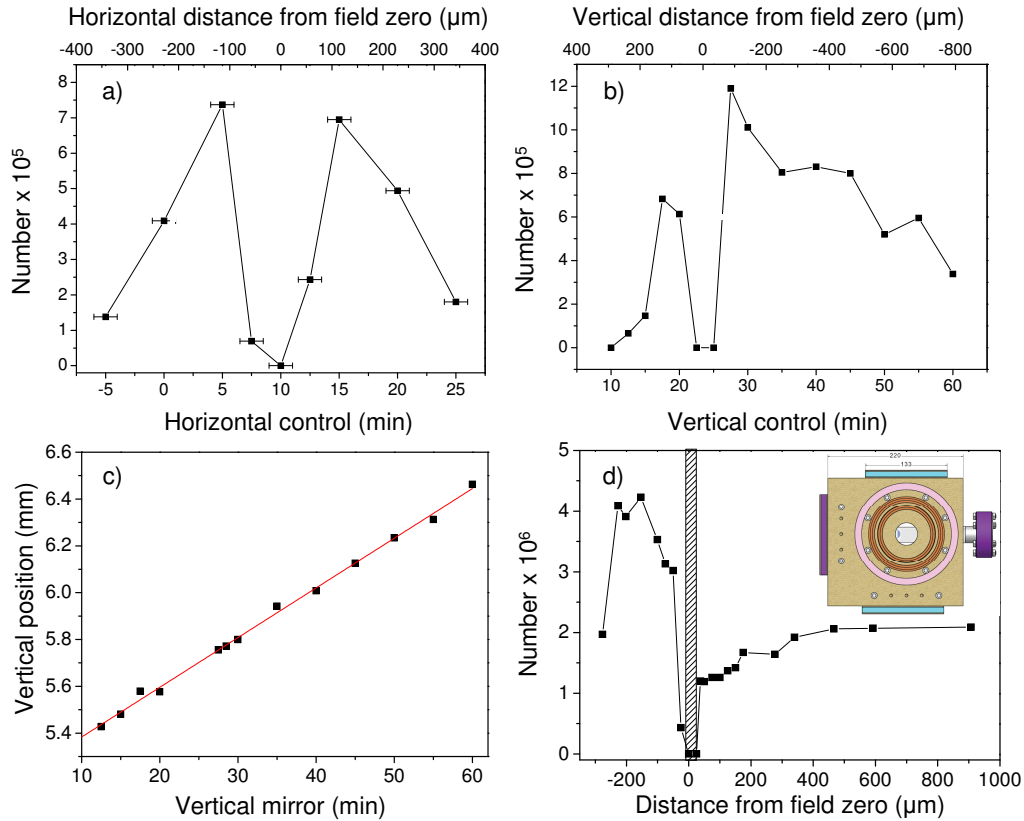 Horizontal distance from field zero (µm)
-400 -300 -200 -100 0 100 200 300 400
a)
8
7
6
5
4
3
2
1
0
Number x 10⁵
-5 0 5 10 15 20 25
Horizontal control (min)
Vertical distance from field zero (µm)
400 200 0 -200 -400 -600 -800
b)
12
10
8
6
4
2
0
Number x 10⁵
10 20 30 40 50 60
Vertical control (min)
c)
6.6
6.4
6.2
6.0
5.8
5.6
5.4
Vertical position (mm)
10 20 30 40 50 60
Vertical mirror (min)
d)
220
133
5
4
3
2
1
0
Number x 10⁶
-200 0 200 400 600 800 1000
Distance from field zero (µm)